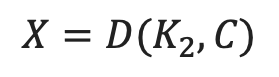 X = D(K₂, C)